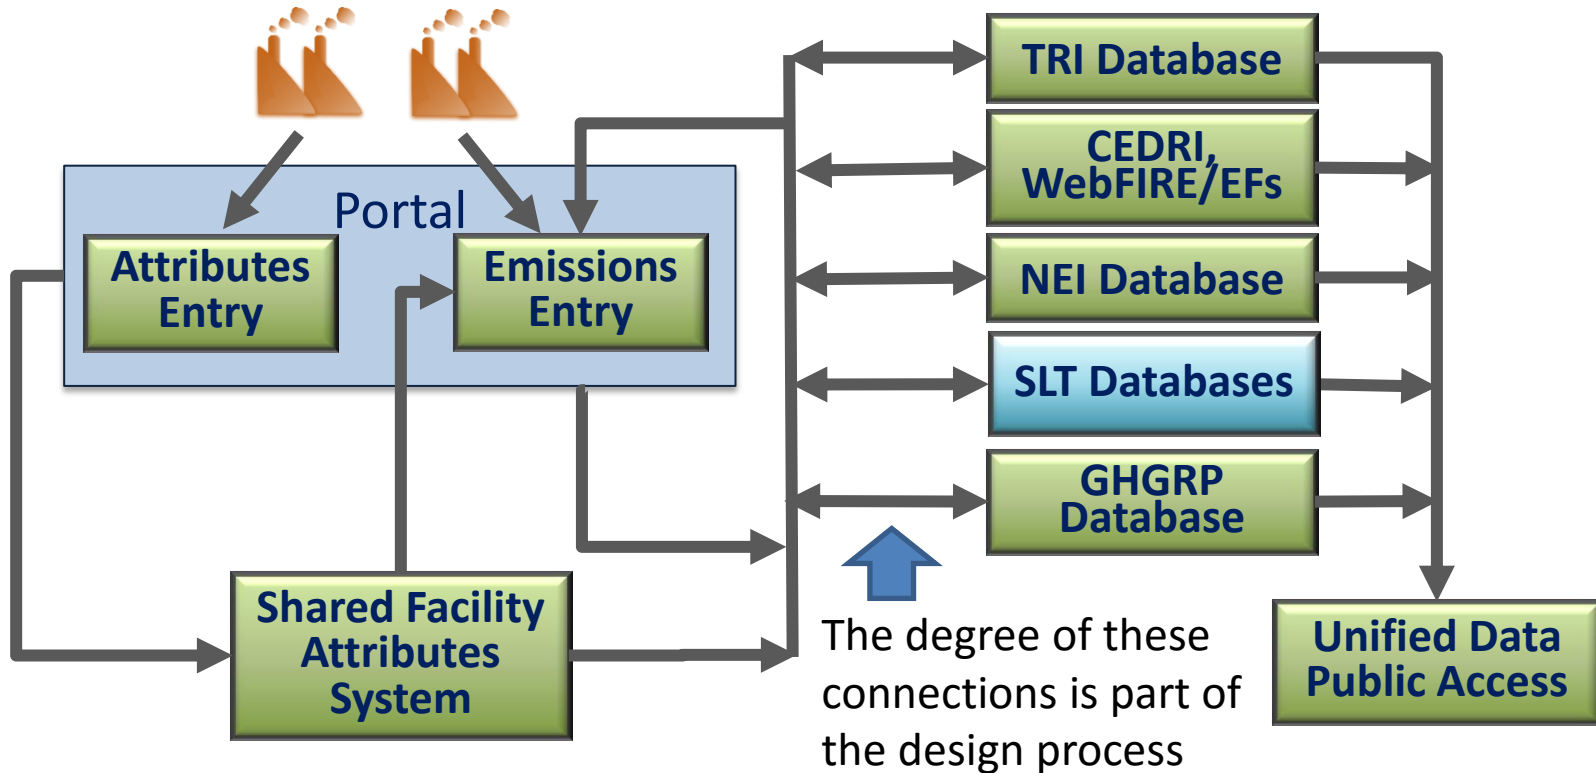 Portal
Attributes
Entry
Emissions
Entry
Shared Facility
Attributes
System
TRI Database
CEDRI,
WebFIRE/EFs
NEI Database
SLT Databases
GHGRP
Database
The degree of these
connections is part of
the design process
Unified Data
Public Access